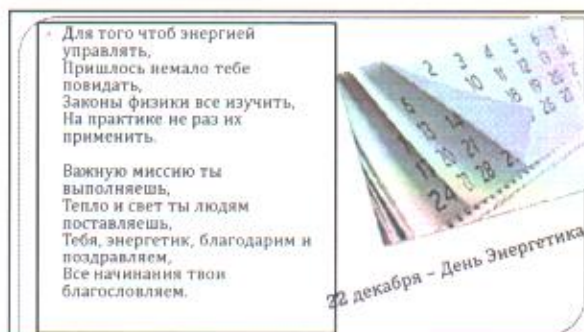 Для того чтоб энергией
управлять,
Пришлось немало тебе
повидать,
Законы физики все изучить,
На практике не раз их
применить.
Важную миссию ты
выполняешь,
Тепло и свет ты людям
поставляешь,
Тебя, энергетик, благодарим и
поздравляем,
Все начинания твои
благословляем.
22 декабря – День Энергетика